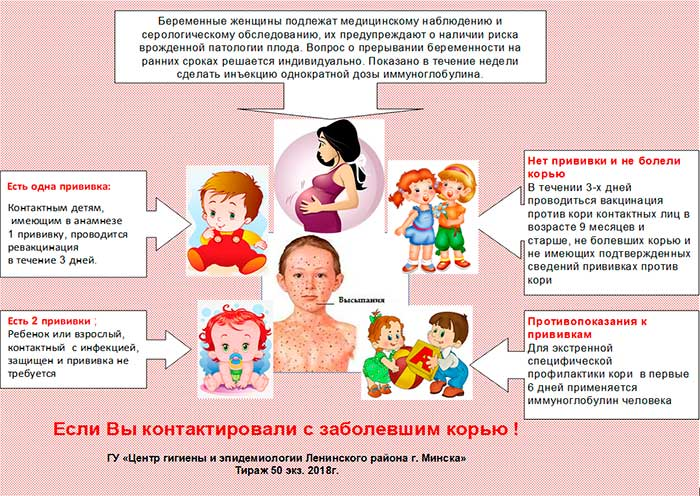 Беременные женщины подлежат медицинскому наблюдению и
серологическому обследованию, их предупреждают о наличии риска
врожденной патологии плода. Вопрос о прерывании беременности на
ранних сроках решается индивидуально. Показано в течение недели
сделать инъекцию однократной дозы иммуноглобулина.
Есть одна прививка:
Контактным детям,
имеющим в анамнезе
1 прививку, проводится
ревакцинация
в течение 3 дней.
Есть 2 прививки ;
Ребенок или взрослый,
контактный с инфекцией,
защищен и прививка не
требуется
Высыпания
Нет прививки и не болели
корью
В течении 3-х дней
проводиться вакцинация
против кори контактных лиц в
возрасте 9 месяцев и
старше, не болевших корью и
не имеющих подтвержденных
сведений прививках против
кори
Противопоказания к
прививкам
Для экстренной
специфической
профилактики кори в первые
6 дней применяется
иммуноглобулин человека
Если Вы контактировали с заболевшим корью !
ГУ «Центр гигиены и эпидемиологии Ленинского района г. Минска»
Тираж 50 экз. 2018г.